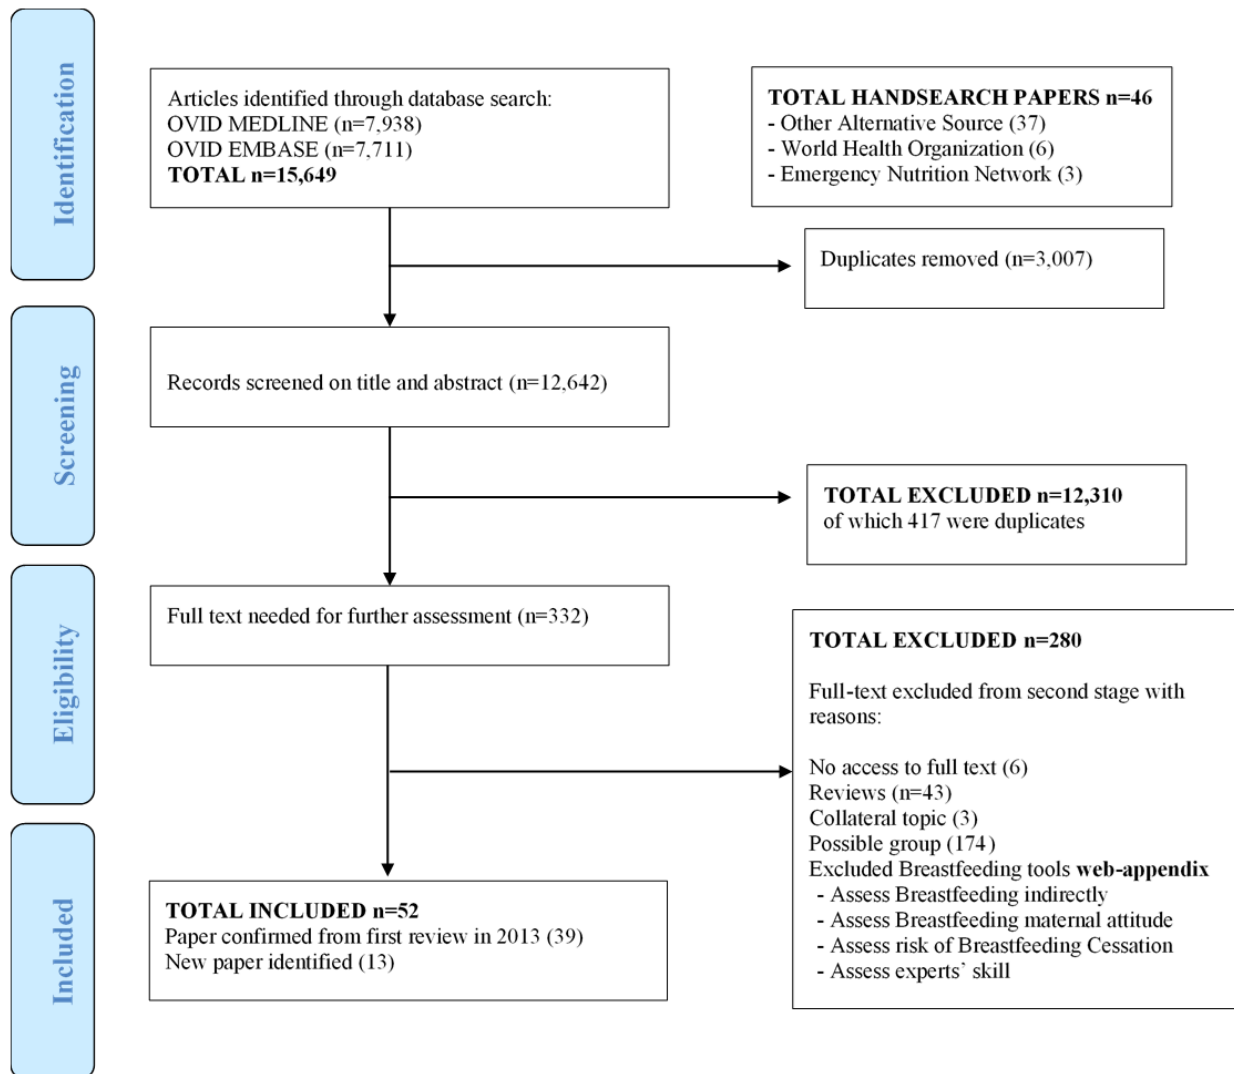 Identification
Articles identified through database search:
OVID MEDLINE (n=7,938)
OVID EMBASE (n=7,711)
TOTAL n=15,649
TOTAL HANDSEARCH PAPERS n=46
- Other Alternative Source (37)
- World Health Organization (6)
- Emergency Nutrition Network (3)
Duplicates removed (n=3,007)
Screening
Records screened on title and abstract (n=12,642)
TOTAL EXCLUDED n=12,310
of which 417 were duplicates
Eligibility
Full text needed for further assessment (n=332)
TOTAL EXCLUDED n=280
Full-text excluded from second stage with
reasons:
No access to full text (6)
Reviews (n=43)
Collateral topic (3)
Possible group (174)
Excluded Breastfeeding tools web-appendix
- Assess Breastfeeding indirectly
- Assess Breastfeeding maternal attitude
- Assess risk of Breastfeeding Cessation
- Assess experts' skill
Included
TOTAL INCLUDED n=52
Paper confirmed from first review in 2013 (39)
New paper identified (13)